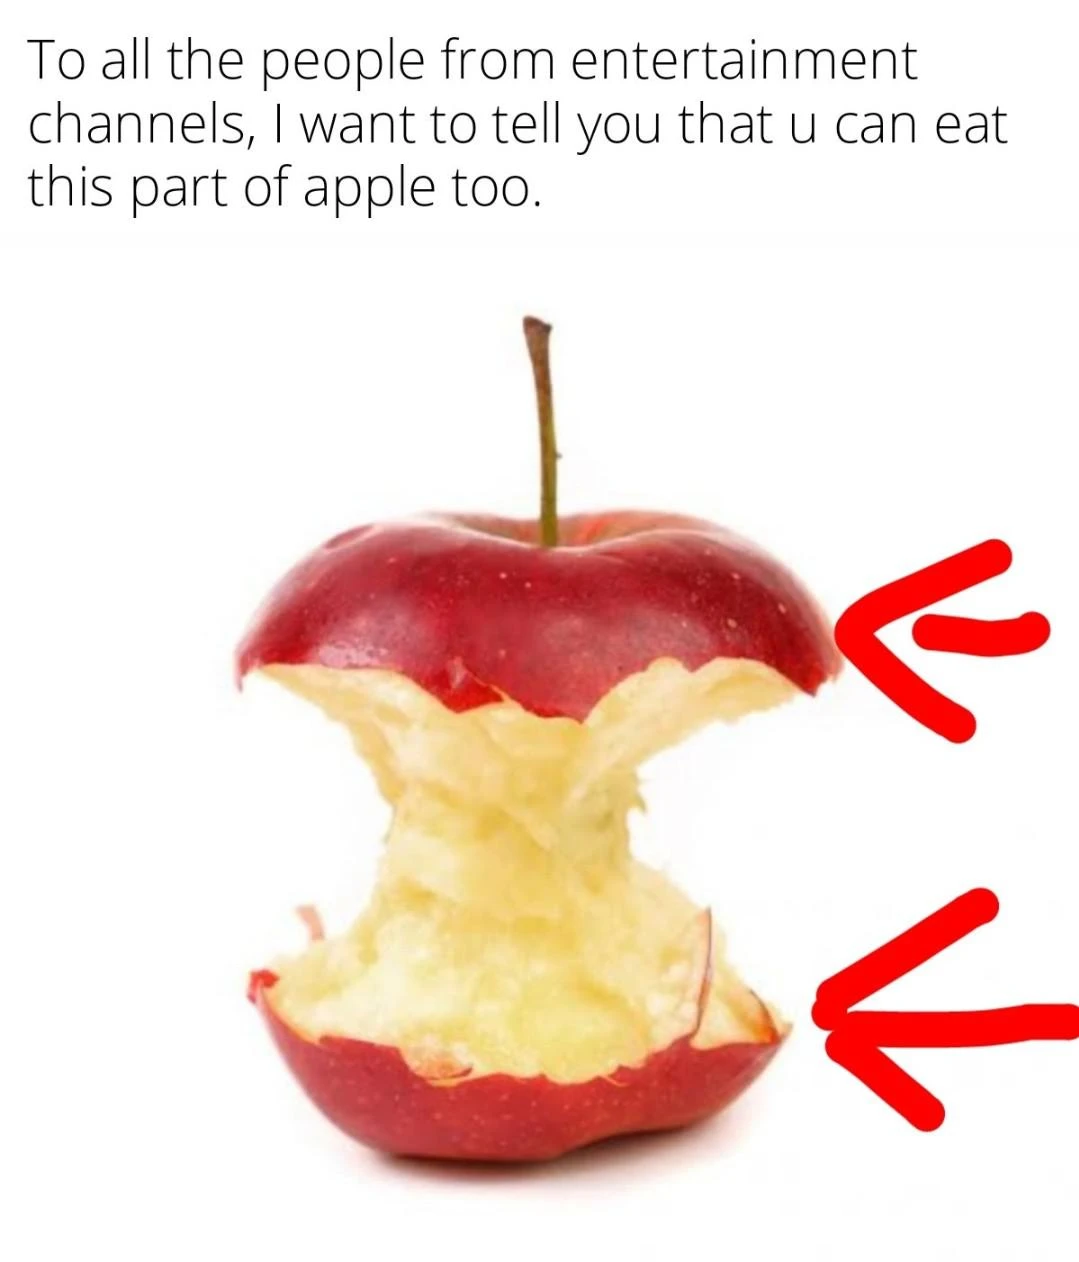 To all the people from entertainment
channels, I want to tell you that u can eat
this part of apple too.